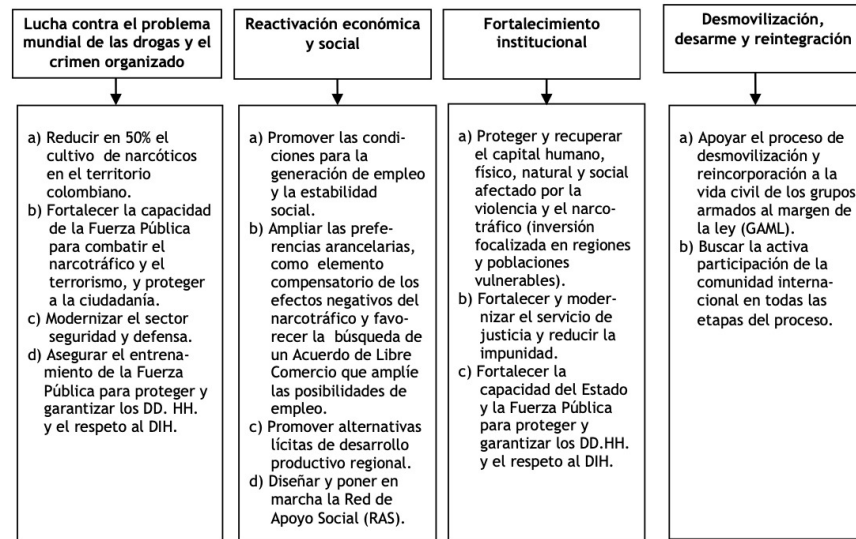 Lucha contra el problema
mundial de las drogas y el
crimen organizado
a) Reducir en 50% el
cultivo de narcóticos
en el territorio
colombiano.
b) Fortalecer la capacidad
de la Fuerza Pública
para combatir el
narcotráfico y el
terrorismo, y proteger
a la ciudadanía.
c) Modernizar el sector
seguridad y defensa.
d) Asegurar el entrena-
miento de la Fuerza
Pública para proteger y
garantizar los DD. HH.
y el respeto al DIH.
Reactivación económica
y social
a) Promover las condi-
ciones para la
generación de empleo
y la estabilidad
social.
b) Ampliar las prefe-
rencias arancelarias,
como elemento
compensatorio de los
efectos negativos del
narcotráfico y favo-
recer la búsqueda de
un Acuerdo de Libre
Comercio que amplíe
las posibilidades de
empleo.
c) Promover alternativas
lícitas de desarrollo
productivo regional.
d) Diseñar y poner en
marcha la Red de
Apoyo Social (RAS).
Fortalecimiento
institucional
a) Proteger y recuperar
el capital humano,
físico, natural y social
afectado por la
violencia y el narco-
tráfico (inversión
focalizada en regiones
y poblaciones
vulnerables).
b) Fortalecer y moder-
nizar el servicio de
justicia y reducir la
impunidad.
c) Fortalecer la
capacidad del Estado
y la Fuerza Pública
para proteger y
garantizar los DD.HH.
y el respeto al DIH.
Desmovilización,
desarme y reintegración
a) Apoyar el proceso de
desmovilización y
reincorporación a la
vida civil de los grupos
armados al margen de
la ley (GAML).
b) Buscar la activa
participación de la
comunidad interna-
cional en todas las
etapas del proceso.